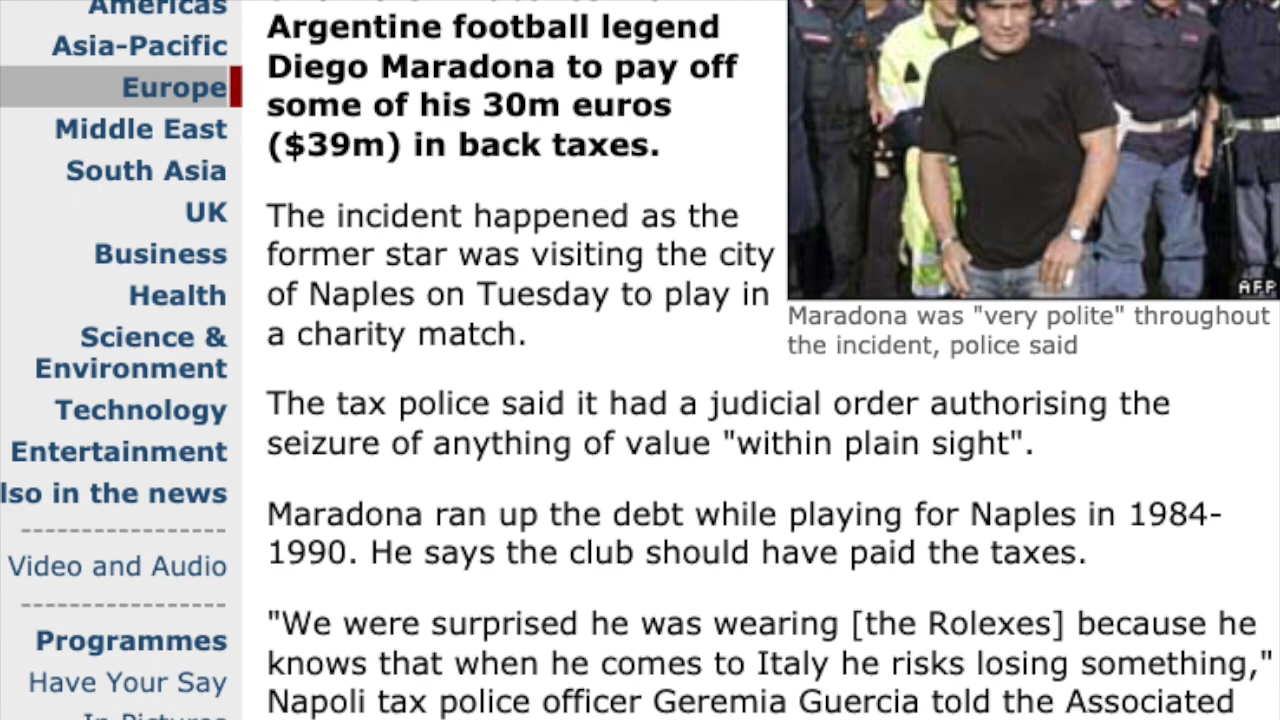 Americas
Asia-Pacific
Europe
Middle East
South Asia
UK
Business
Health
Science &
Environment
Technology
Entertainment
lso in the news
-----------------
Video and Audio
-----------------
Programmes
Have Your Say
In Pictures
Argentine football legend
Diego Maradona to pay off
some of his 30m euros
($39m) in back taxes.
The incident happened as the
former star was visiting the city
of Naples on Tuesday to play in
a charity match.
AFP
Maradona was "very polite" throughout
the incident, police said
The tax police said it had a judicial order authorising the
seizure of anything of value "within plain sight".
Maradona ran up the debt while playing for Naples in 1984-
1990. He says the club should have paid the taxes.
"We were surprised he was wearing [the Rolexes] because he
knows that when he comes to Italy he risks losing something,"
Napoli tax police officer Geremia Guercia told the Associated